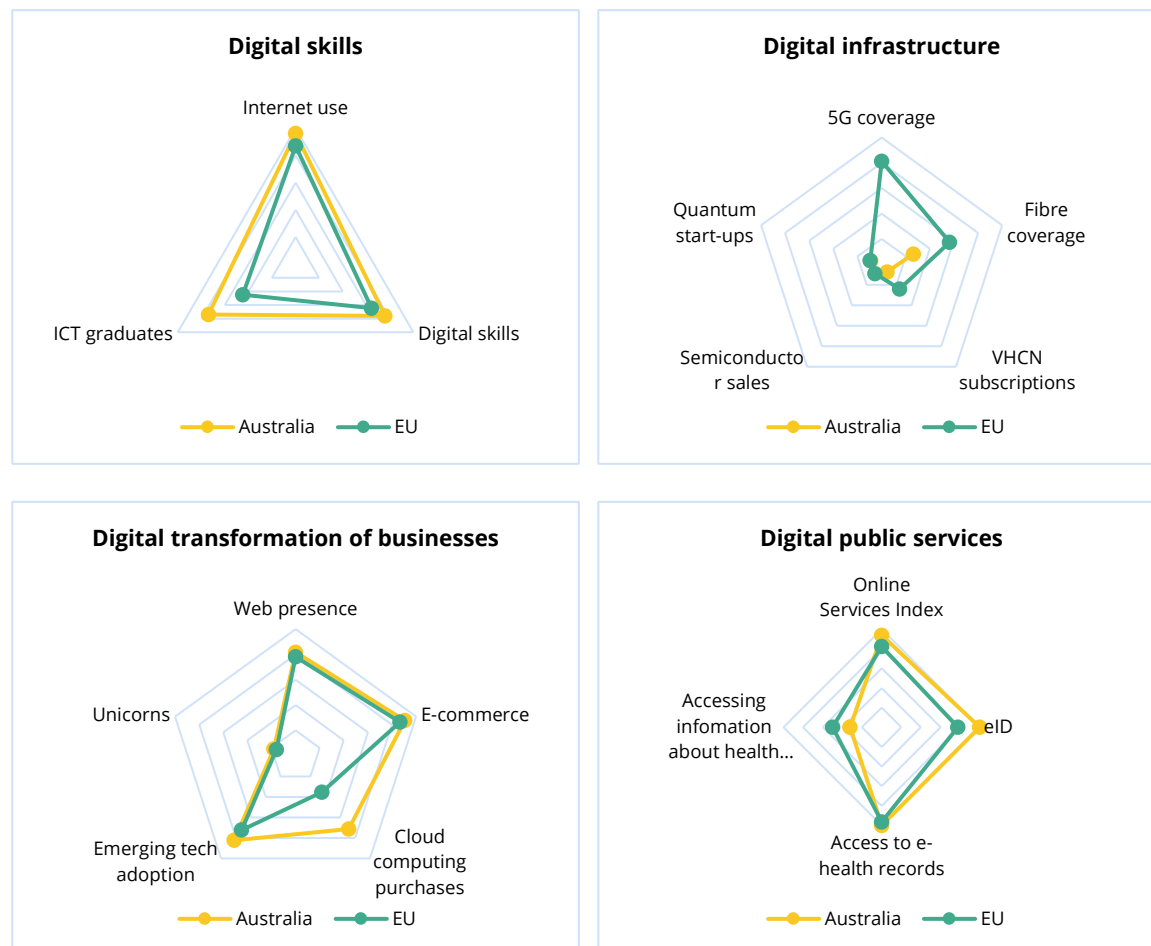 Digital skills
Internet use
ICT graduates
Digital skills
Australia
EU
Digital infrastructure
5G coverage
Quantum
start-ups
Fibre
coverage
Semiconducto
r sales
VHCN
subscriptions
Australia
EU
Digital transformation of businesses
Web presence
Unicorns
E-commerce
Emerging tech
adoption
Cloud
computing
purchases
Australia
EU
Digital public services
Online
Services Index
Accessing
infomation
about health...
eID
Access to e-
health records
Australia
EU